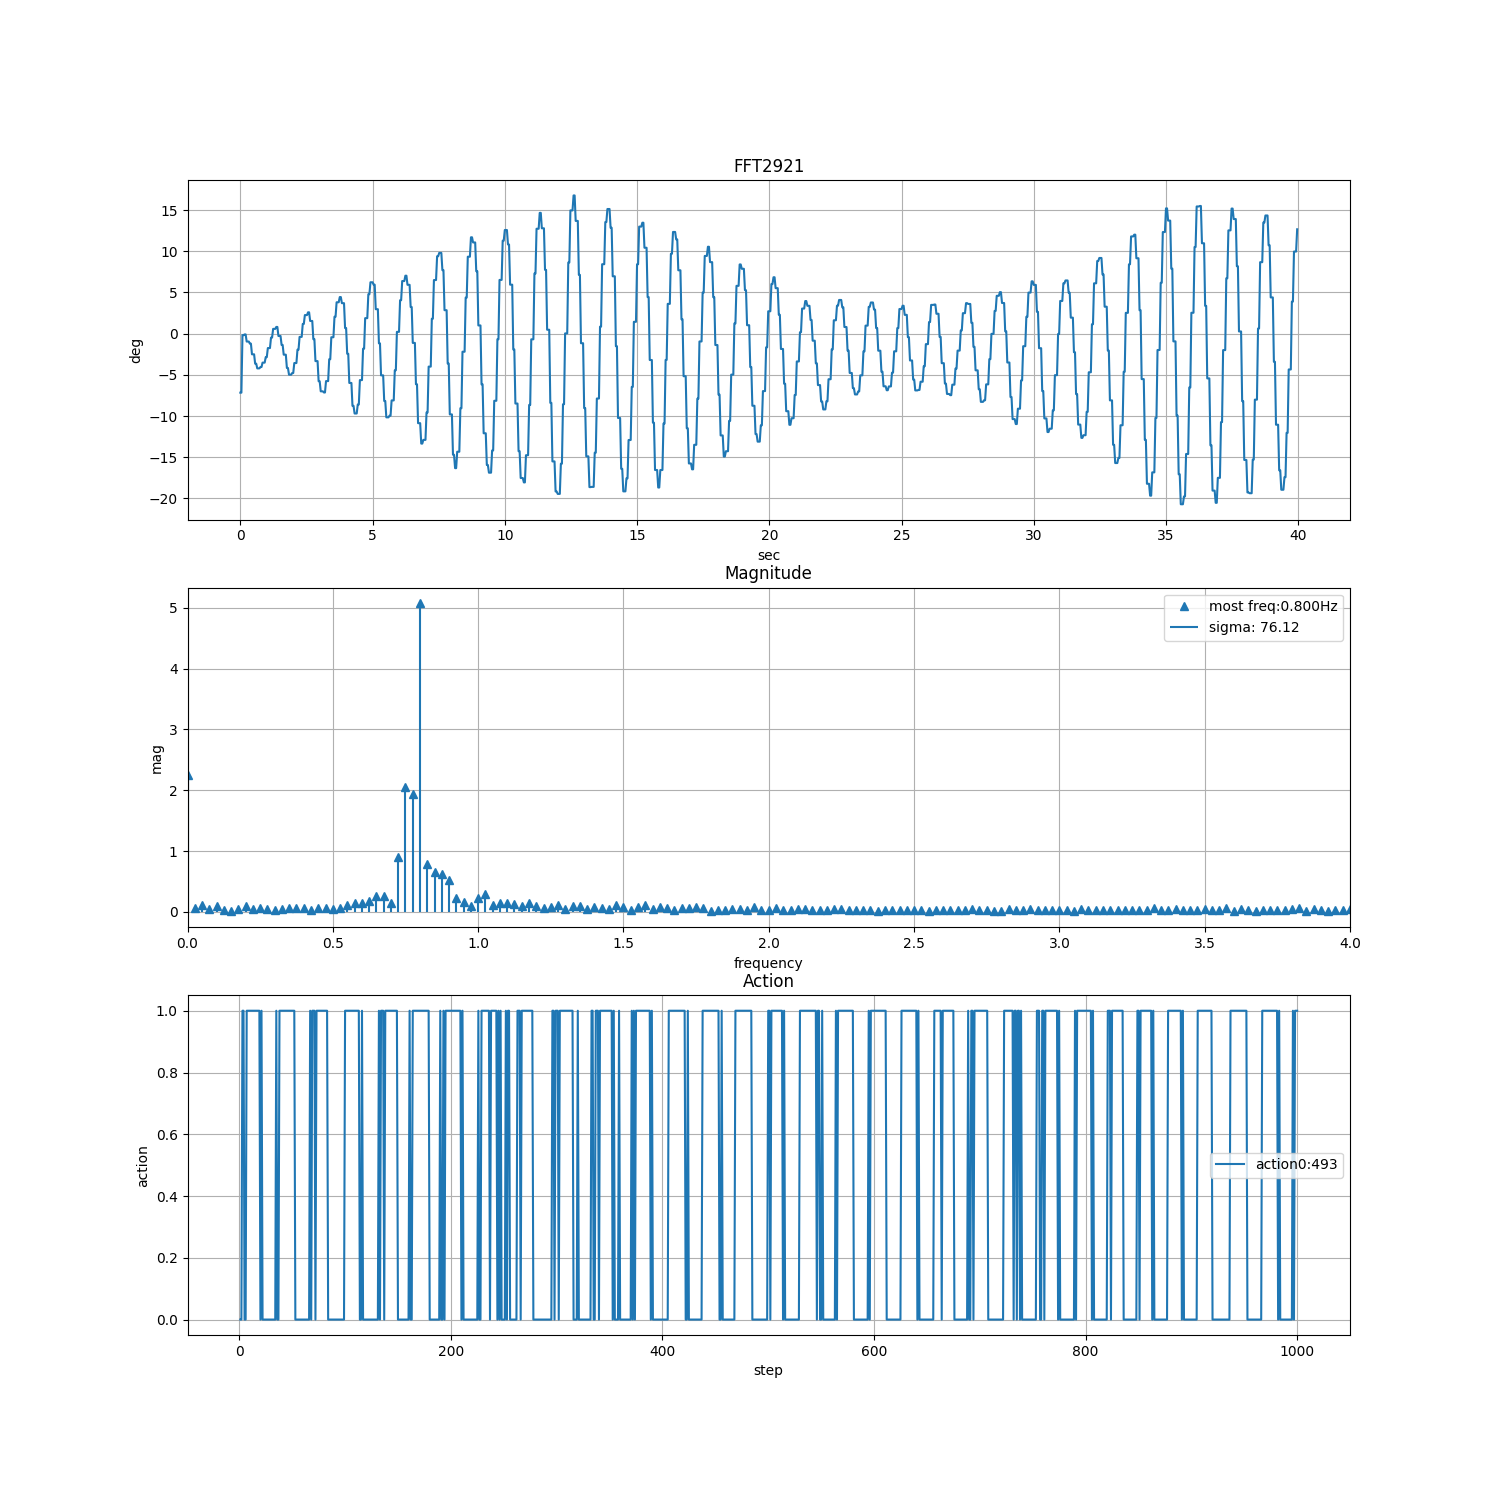 FFT2921
15
10
5
0
−5
−10
−15
−20
deg
0 5 10 15 20 25 30 35 40
sec
Magnitude
5
4
3
2
1
0
mag
most freq:0.800Hz
sigma: 76.12
0.0 0.5 1.0 1.5 2.0 2.5 3.0 3.5 4.0
frequency
Action
1.0
0.8
0.6
0.4
0.2
0.0
action
action0:493
0 200 400 600 800 1000
step